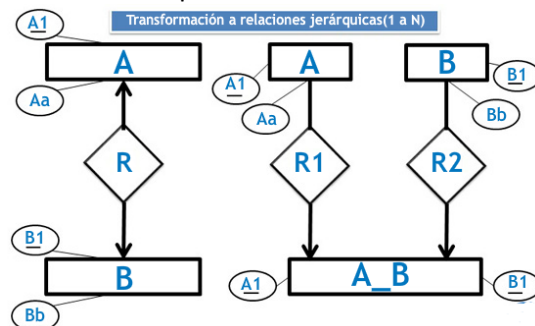 Transformación a relaciones jerárquicas(1 a N)
A1
A
Aa
R
B1
B
Bb
A
A1
Aa
R1
B
B1
Bb
R2
A1
A_B
B1